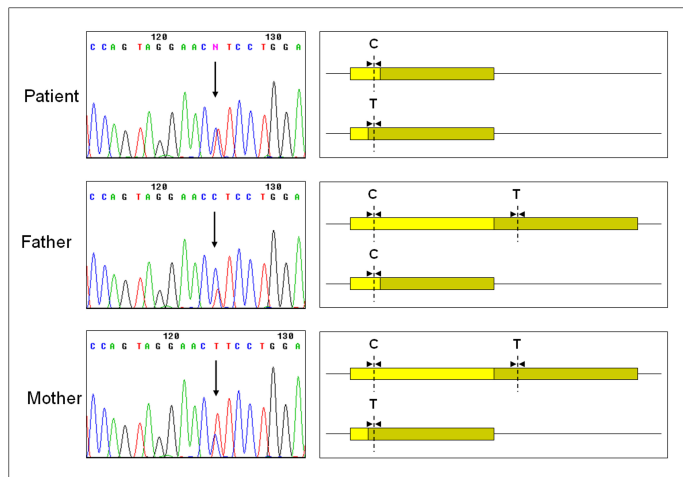 120 130
C C A G T A G G A A C N T C C T G G A
Patient
C
T
120 130
C C A G T A G G A A C C T C C T G G A
Father
C T
C
120 130
C C A G T A G G A A C T T C C T G G A
Mother
C T
T